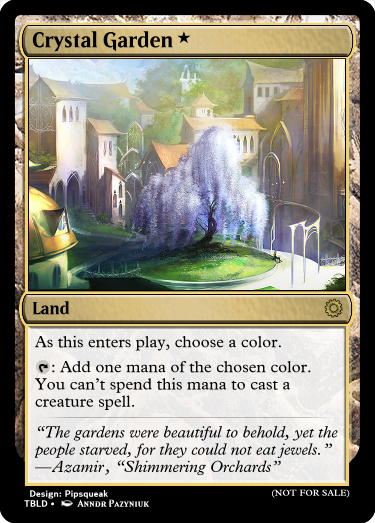 Crystal Garden ★
Land
As this enters play, choose a color.
: Add one mana of the chosen color.
You can't spend this mana to cast a
creature spell.
“The gardens were beautiful to behold, yet the
people starved, for they could not eat jewels.”
—Azamir, “Shimmering Orchards”
Design: Pipsqueak
(NOT FOR SALE)
TBLD • Anndr Pazyniuk